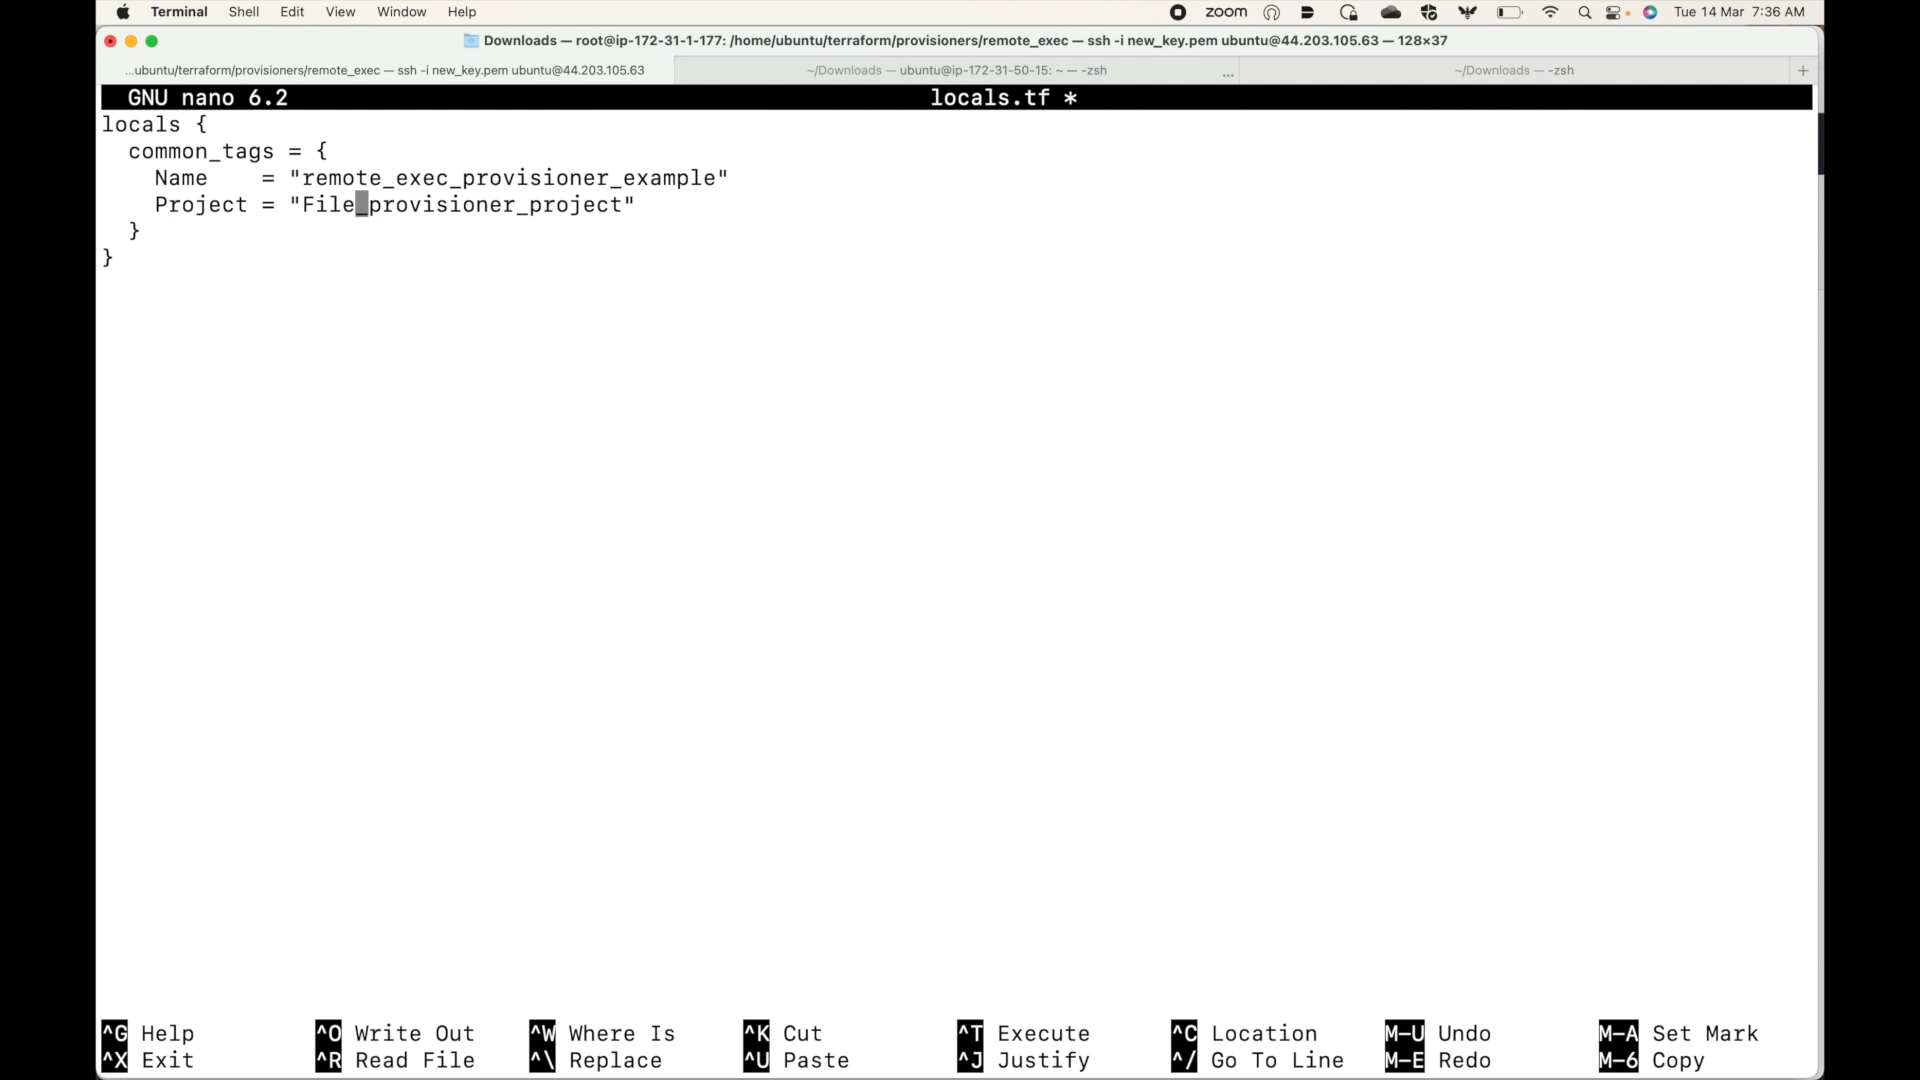 Terminal Shell Edit View Window Help zoom Tue 14 Mar 7:36 AM
Downloads — root@ip-172-31-1-177: /home/ubuntu/terraform/provisioners/remote_exec — ssh -i new_key.pem ubuntu@44.203.105.63 — 128×37
...ubuntu/terraform/provisioners/remote_exec — ssh -i new_key.pem ubuntu@44.203.105.63 ~/Downloads — ubuntu@ip-172-31-50-15: ~ — -zsh ... ~/Downloads — -zsh +
GNU nano 6.2 locals.tf *
locals {
  common_tags = {
    Name    = "remote_exec_provisioner_example"
    Project = "File_provisioner_project"
  }
}
^G Help ^O Write Out ^W Where Is ^K Cut ^T Execute ^C Location M-U Undo M-A Set Mark
^X Exit ^R Read File ^\ Replace ^U Paste ^J Justify ^/ Go To Line M-E Redo M-6 Copy